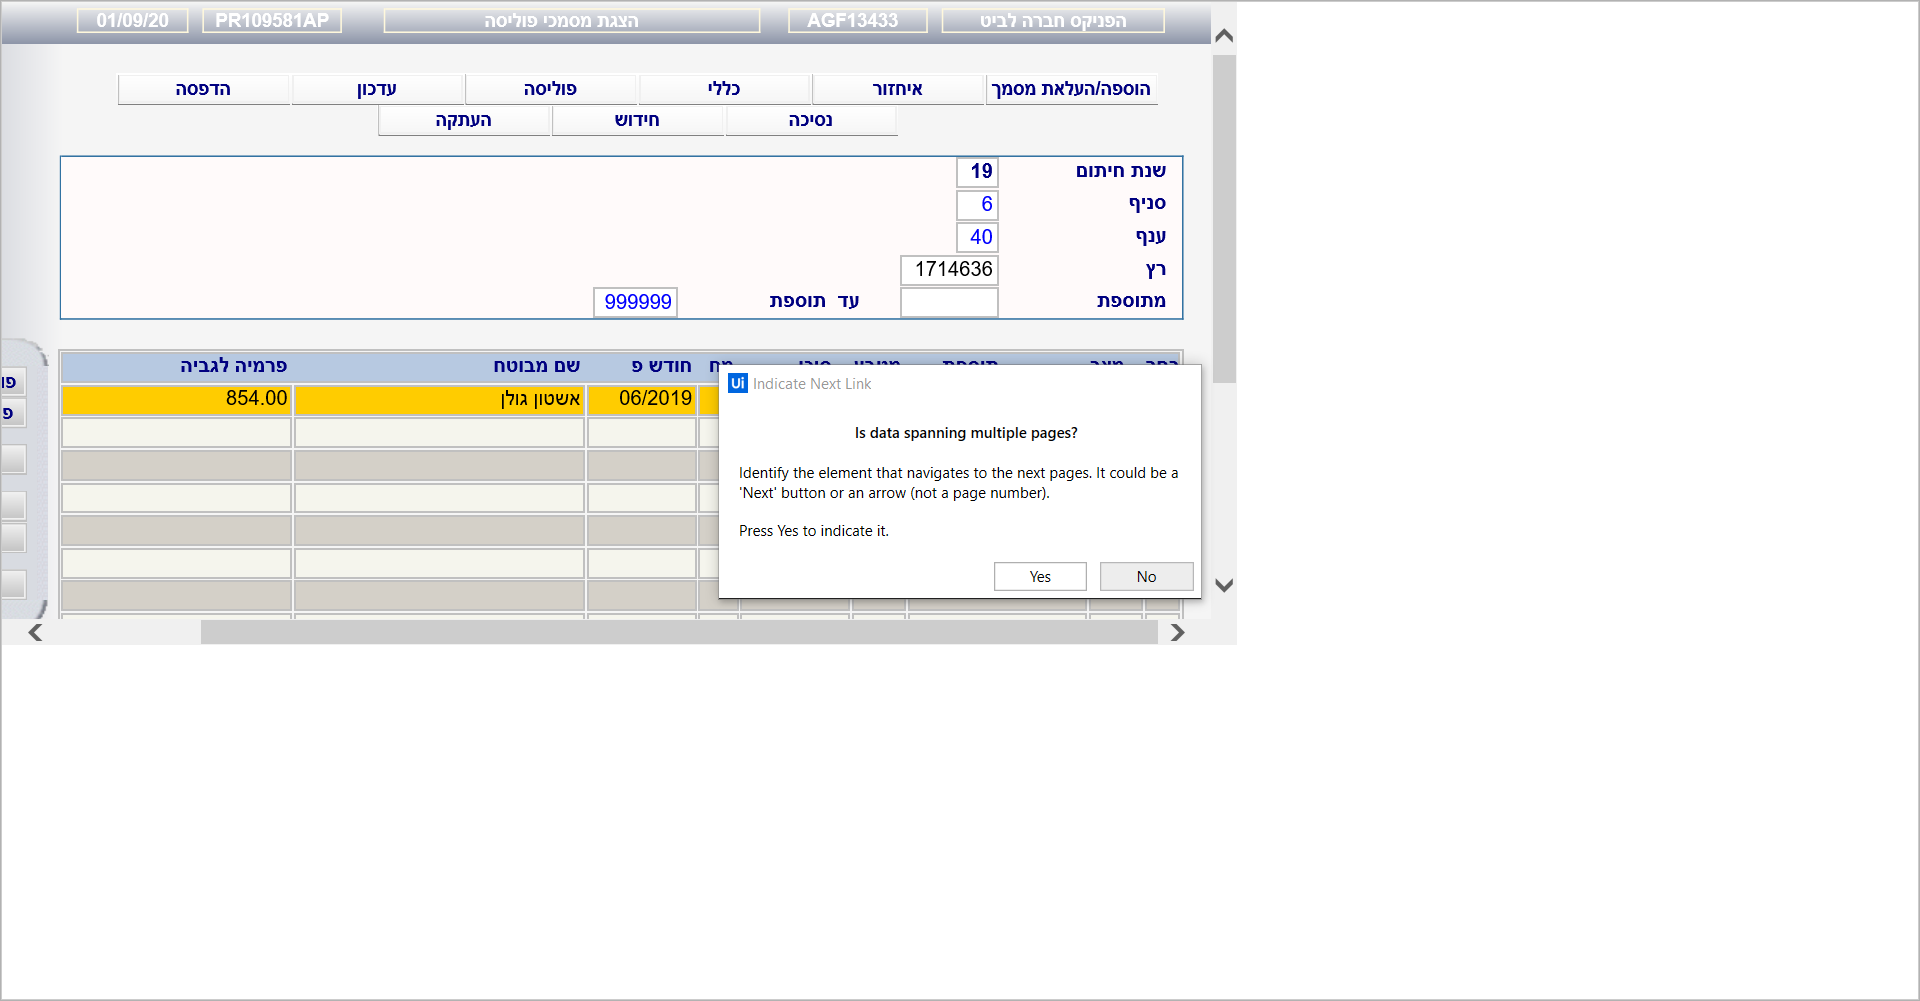 הפניקס חברה לביט AGF13433 הצגת מסמכי פוליסה PR109581AP 01/09/20
הוספה/העלאת מסמך איחזור כללי פוליסה עדכון הדפסה
נסיכה חידוש העתקה
שנת חיתום 19
סניף 6
ענף 40
רץ 1714636
מתוספת עד תוספת 999999
חודש פ שם מבוטח פרמיה לגביה
06/2019 אשטון גולן 854.00
Ui Indicate Next Link
Is data spanning multiple pages?
Identify the element that navigates to the next pages. It could be a
'Next' button or an arrow (not a page number).
Press Yes to indicate it.
Yes No